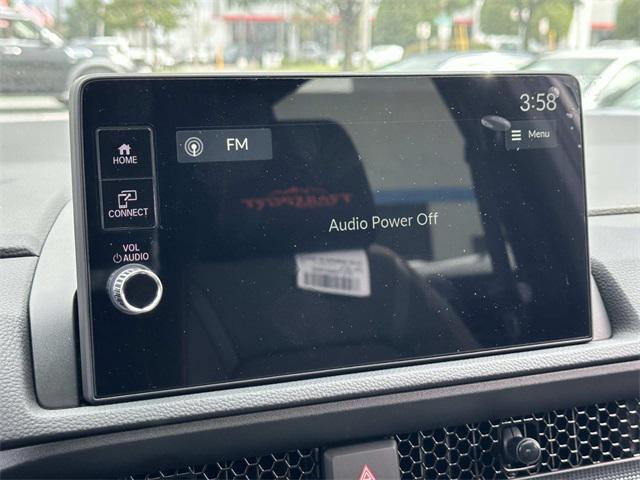 3:58
HOME
FM
Menu
CONNECT
Audio Power Off
VOL
AUDIO